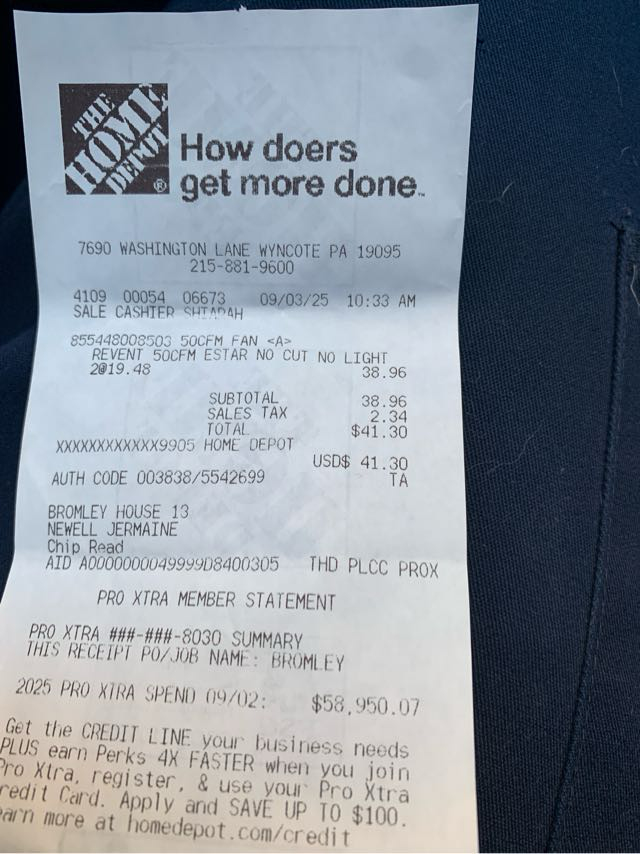 THE
HOME
DEPOT
®
How doers
get more done™
7690 WASHINGTON LANE WYNCOTE PA 19095
215-881-9600
4109 00054 06673 09/03/25 10:33 AM
SALE CASHIER SHIADAH
855448008503 50CFM FAN <A>
REVENT 50CFM ESTAR NO CUT NO LIGHT
2@19.48 38.96
SUBTOTAL 38.96
SALES TAX 2.34
TOTAL $41.30
XXXXXXXXXXXX9905 HOME DEPOT
USD$ 41.30
AUTH CODE 003838/5542699 TA
BROMLEY HOUSE 13
NEWELL JERMAINE
Chip Read
AID A0000000049999D8400305 THD PLCC PROX
PRO XTRA MEMBER STATEMENT
PRO XTRA ###-###-8030 SUMMARY
THIS RECEIPT PO/JOB NAME: BROMLEY
2025 PRO XTRA SPEND 09/02: $58,950.07
Get the CREDIT LINE your business needs
PLUS earn Perks 4X FASTER when you join
Pro Xtra, register, & use your Pro Xtra
redit Card. Apply and SAVE UP TO $100.
earn more at homedepot.com/credit